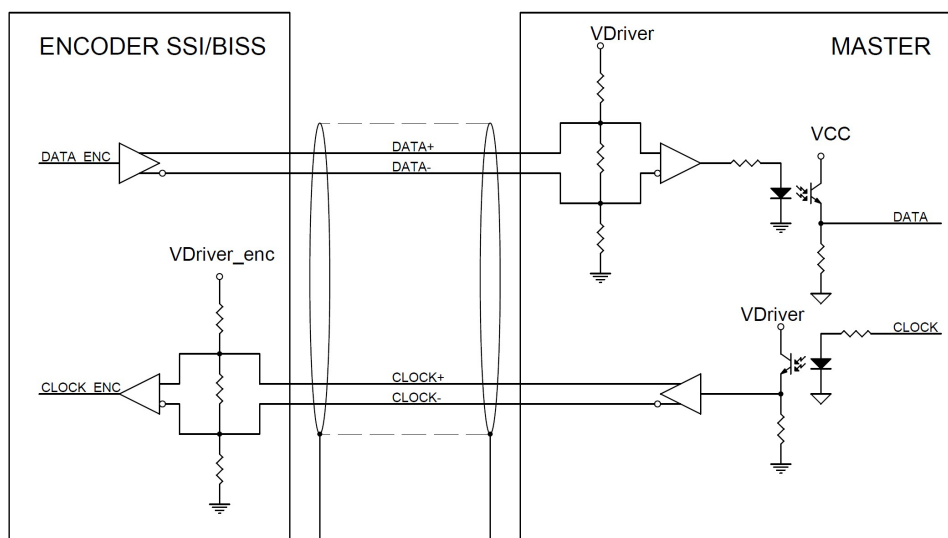 ENCODER SSI/BISS
VDriver
MASTER
VCC
DATA_ENC
DATA+
DATA-
DATA
VDriver_enc
VDriver
CLOCK
CLOCK_ENC
CLOCK+
CLOCK-